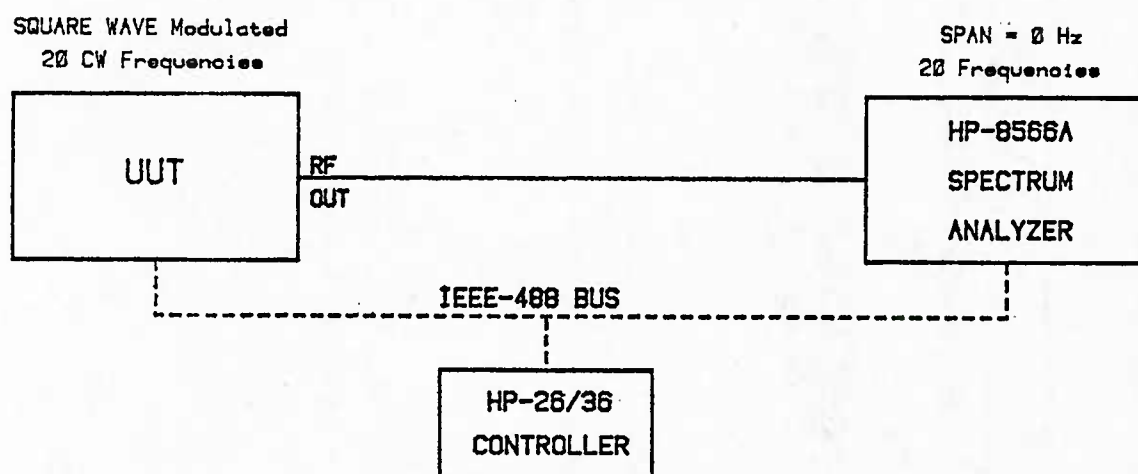 SQUARE WAVE Modulated
20 CW Frequencies
SPAN = 0 Hz
20 Frequencies
UUT
RF
OUT
HP-8566A
SPECTRUM
ANALYZER
IEEE-488 BUS
HP-26/36
CONTROLLER